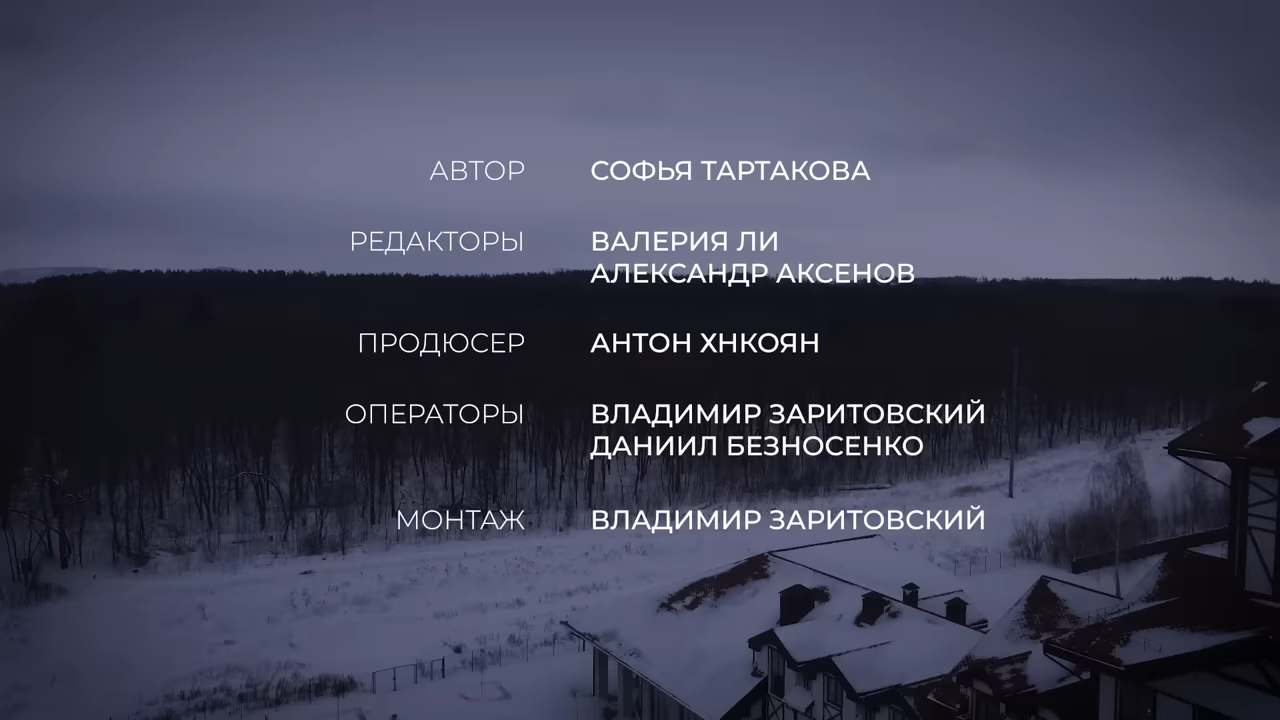 АВТОР СОФЬЯ ТАРТАКОВА
РЕДАКТОРЫ ВАЛЕРИЯ ЛИ
АЛЕКСАНДР АКСЕНОВ
ПРОДЮСЕР АНТОН ХНКОЯН
ОПЕРАТОРЫ ВЛАДИМИР ЗАРИТОВСКИЙ
ДАНИИЛ БЕЗНОСЕНКО
МОНТАЖ ВЛАДИМИР ЗАРИТОВСКИЙ